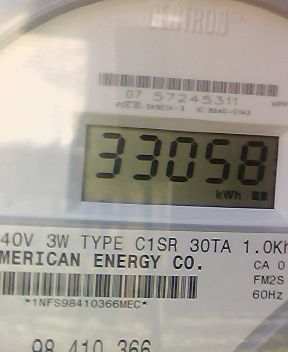 CENTRON
07 57245311
33058
kWh
40V 3W TYPE C1SR 30TA 1.0Kh
MERICAN ENERGY CO.
CA 0
FM2S
60Hz
*1NFS98410366MEC*
98 410 366